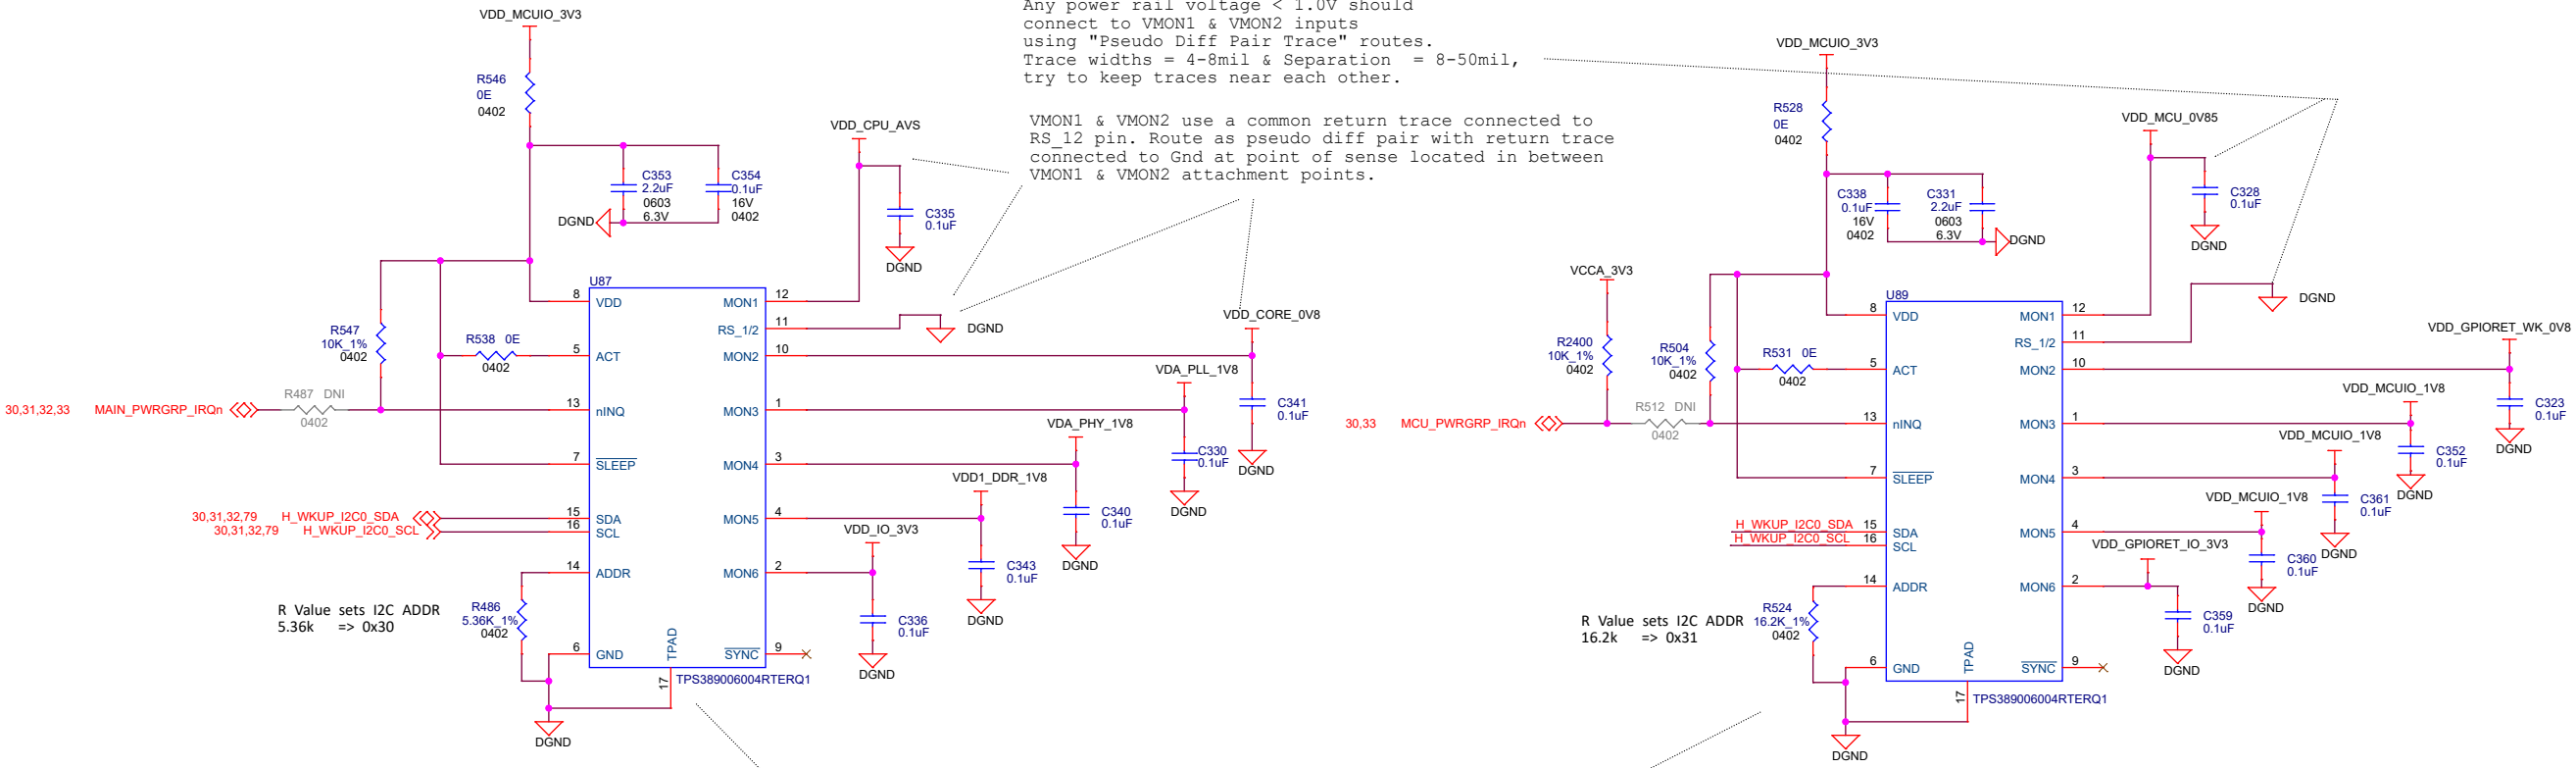 Any power rail voltage < 1.0V should
connect to VMON1 & VMON2 inputs
using "Pseudo Diff Pair Trace" routes.
Trace widths = 4-8mil & Separation = 8-50mil,
try to keep traces near each other.
VMON1 & VMON2 use a common return trace connected to
RS_12 pin. Route as pseudo diff pair with return trace
connected to Gnd at point of sense located in between
VMON1 & VMON2 attachment points.
VDD_MCUIO_3V3
R546
0E
0402
C353
2.2uF
0603
6.3V
C354
0.1uF
16V
0402
DGND
VDD_CPU_AVS
C335
0.1uF
DGND
R547
10K_1%
0402
R538 0E
0402
30,31,32,33 MAIN_PWRGRP_IRQn
R487 DNI
0402
30,31,32,79 H_WKUP_I2C0_SDA
30,31,32,79 H_WKUP_I2C0_SCL
R Value sets I2C ADDR
5.36k => 0x30
R486
5.36K_1%
0402
DGND
U87
8 VDD
5 ACT
13 nINQ
7 SLEEP
15 SDA
16 SCL
14 ADDR
6 GND
TPAD
17
MON1 12
RS_1/2 11
MON2 10
MON3 1
MON4 3
MON5 4
MON6 2
SYNC 9
TPS389006004RTERQ1
DGND
VDD_CORE_0V8
C341
0.1uF
DGND
VDA_PLL_1V8
C330
0.1uF
DGND
VDA_PHY_1V8
C340
0.1uF
DGND
VDD1_DDR_1V8
C343
0.1uF
DGND
VDD_IO_3V3
C336
0.1uF
DGND
VDD_MCUIO_3V3
R528
0E
0402
C338
0.1uF
16V
0402
C331
2.2uF
0603
6.3V
DGND
VDD_MCU_0V85
C328
0.1uF
DGND
VCCA_3V3
R2400
10K_1%
0402
R504
10K_1%
0402
R531 0E
0402
30,33 MCU_PWRGRP_IRQn
R512 DNI
0402
H_WKUP_I2C0_SDA
H_WKUP_I2C0_SCL
R Value sets I2C ADDR
16.2k => 0x31
R524
16.2K_1%
0402
DGND
U89
8 VDD
5 ACT
13 nINQ
7 SLEEP
15 SDA
16 SCL
14 ADDR
6 GND
TPAD
17
MON1 12
RS_1/2 11
MON2 10
MON3 1
MON4 3
MON5 4
MON6 2
SYNC 9
TPS389006004RTERQ1
DGND
VDD_GPIORET_WK_0V8
C323
0.1uF
DGND
VDD_MCUIO_1V8
C352
0.1uF
DGND
VDD_MCUIO_1V8
C361
0.1uF
DGND
VDD_MCUIO_1V8
C360
0.1uF
DGND
VDD_GPIORET_IO_3V3
C359
0.1uF
DGND